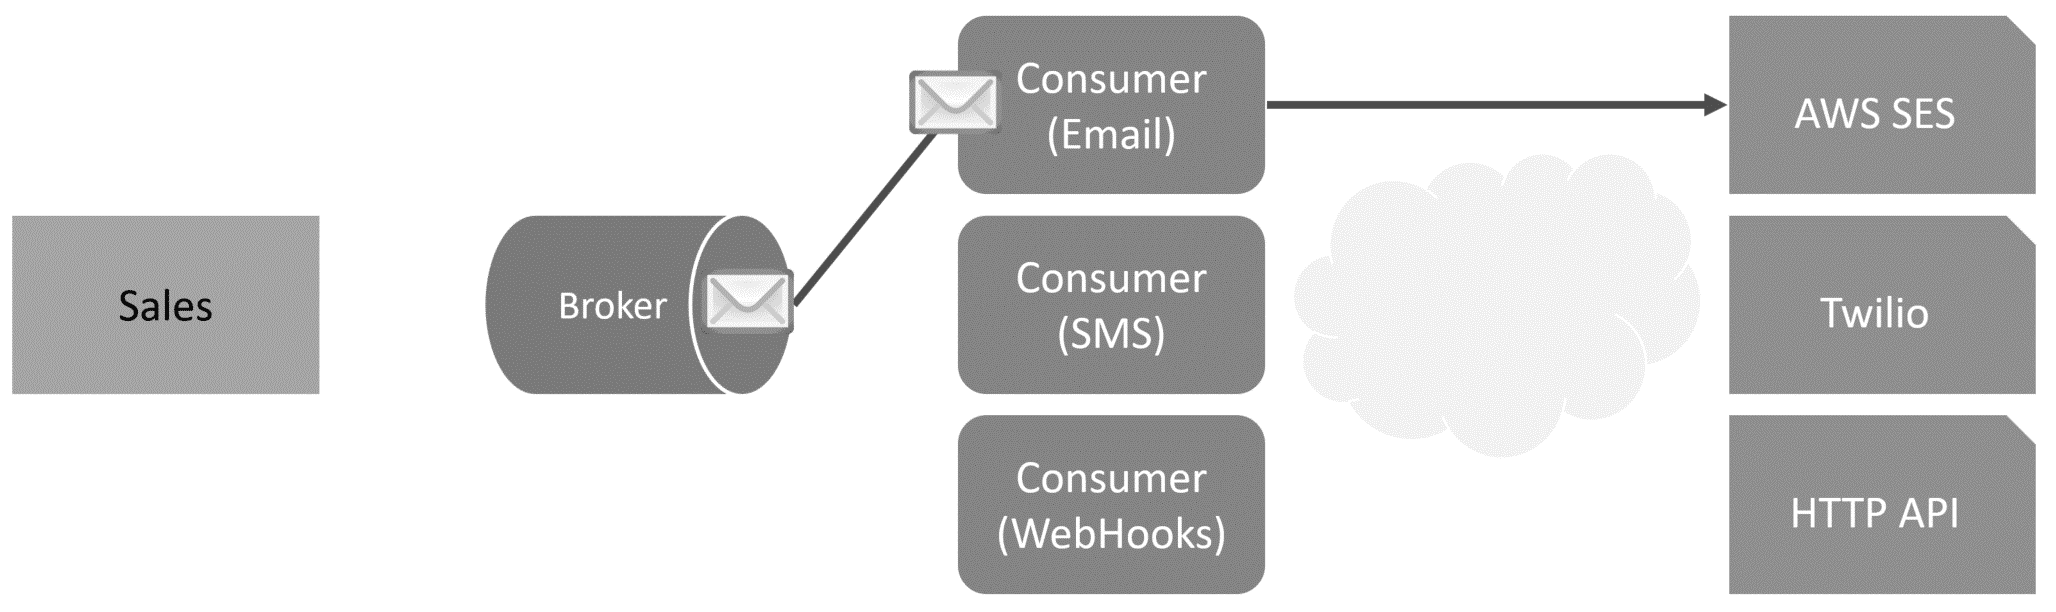 Sales
Broker
Consumer
(Email)
Consumer
(SMS)
Consumer
(WebHooks)
AWS SES
Twilio
HTTP API